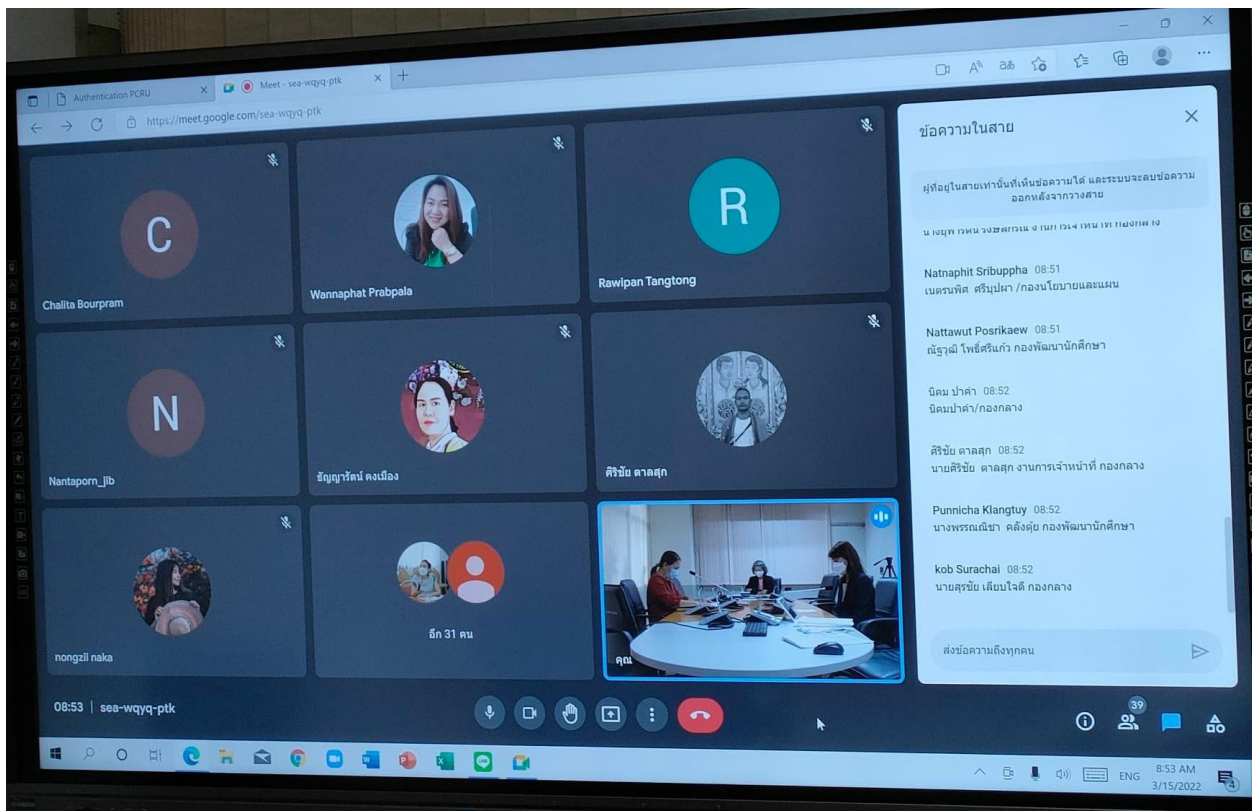 Authentication PCRU
Meet - sea-wqyq-ptk
https://meet.google.com/sea-wqyq-ptk
C
Chalita Bourpram
Wannaphat Prabpala
R
Rawipan Tangtong
N
Nantaporn_jib
ธัญญารัตน์ คงเมือง
ศิริชัย ตาลสุก
nongzii naka
อีก 31 คน
คุณ
08:53 | sea-wqyq-ptk
39
ข้อความในสาย
ผู้ที่อยู่ในสายเท่านั้นที่เห็นข้อความได้ และระบบจะลบข้อความ
ออกหลังจากวางสาย
Natnaphit Sribuppha 08:51
เนตรนพิศ ศรีบุปผา /กองนโยบายและแผน
Nattawut Posrikaew 08:51
ณัฐวุฒิ โพธิ์ศรีแก้ว กองพัฒนานักศึกษา
นิคม ปาคำ 08:52
นิคมปาคำ/กองกลาง
ศิริชัย ตาลสุก 08:52
นายศิริชัย ตาลสุก งานการเจ้าหน้าที่ กองกลาง
Punnicha Klangtuy 08:52
นางพรรณณิชา คลังตุ้ย กองพัฒนานักศึกษา
kob Surachai 08:52
นายสุรชัย เลียบใจดี กองกลาง
ส่งข้อความถึงทุกคน
ENG
8:53 AM
3/15/2022
4